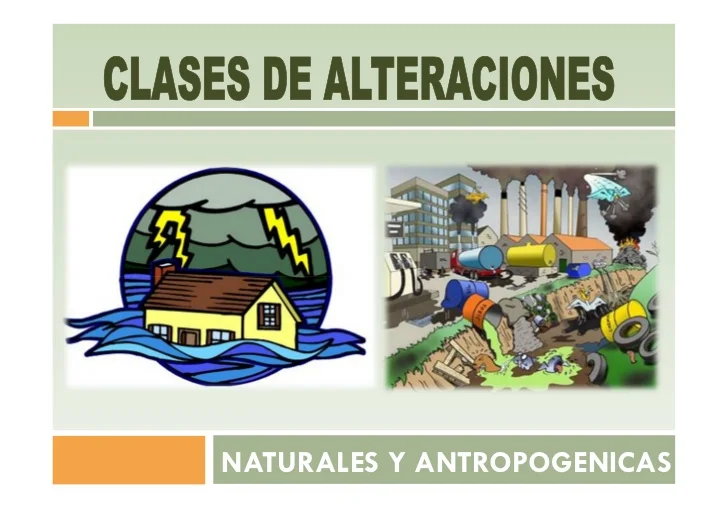 CLASES DE ALTERACIONES
NATURALES Y ANTROPOGENICAS